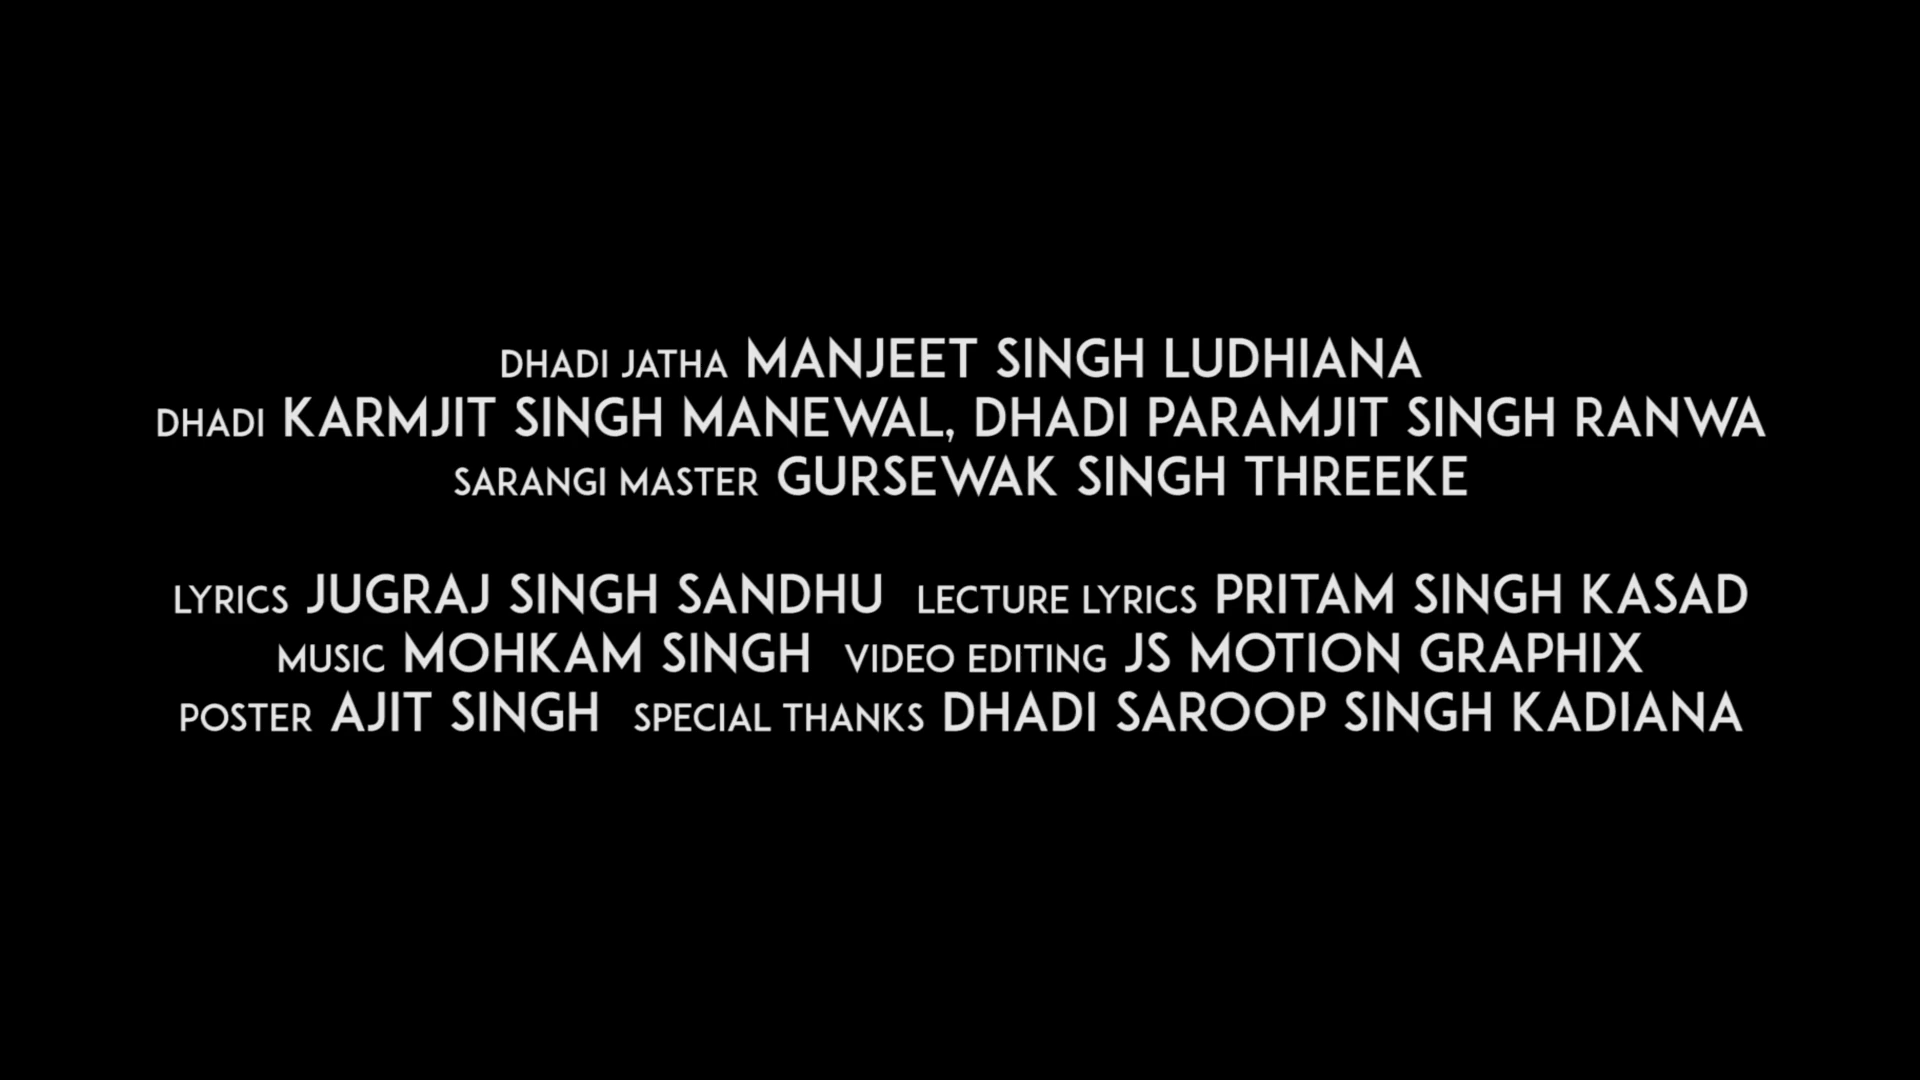 DHADI JATHA MANJEET SINGH LUDHIANA
DHADI KARMJIT SINGH MANEWAL, DHADI PARAMJIT SINGH RANWA
SARANGI MASTER GURSEWAK SINGH THREEKE
LYRICS JUGRAJ SINGH SANDHU LECTURE LYRICS PRITAM SINGH KASAD
MUSIC MOHKAM SINGH VIDEO EDITING JS MOTION GRAPHIX
POSTER AJIT SINGH SPECIAL THANKS DHADI SAROOP SINGH KADIANA